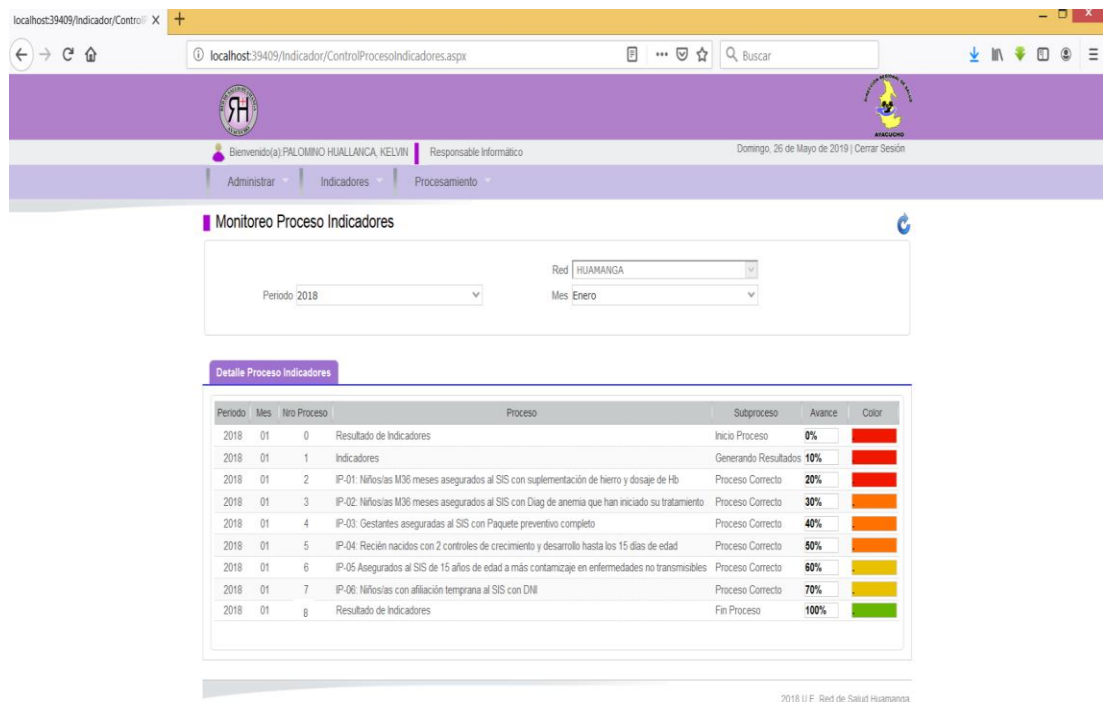 localhost:39409/Indicador/Control
localhost:39409/Indicador/ControlProcesoIndicadores.aspx
Buscar
RH
AYACUCHO
Bienvenido(a):PALOMINO HUALLANCA, KELVIN Responsable Informático Domingo, 26 de Mayo de 2019 | Cerrar Sesión
Administrar Indicadores Procesamiento
Monitoreo Proceso Indicadores
Red HUAMANGA
Periodo 2018 Mes Enero
Detalle Proceso Indicadores
Periodo Mes Nro Proceso Proceso Subproceso Avance Color
2018 01 0 Resultado de Indicadores Inicio Proceso 0%
2018 01 1 Indicadores Generando Resultados 10%
2018 01 2 IP-01: Niños/as M36 meses asegurados al SIS con suplementación de hierro y dosaje de Hb Proceso Correcto 20%
2018 01 3 IP-02: Niños/as M36 meses asegurados al SIS con Diag de anemia que han iniciado su tratamiento Proceso Correcto 30%
2018 01 4 IP-03: Gestantes aseguradas al SIS con Paquete preventivo completo Proceso Correcto 40%
2018 01 5 IP-04: Recién nacidos con 2 controles de crecimiento y desarrollo hasta los 15 días de edad Proceso Correcto 50%
2018 01 6 IP-05 Asegurados al SIS de 15 años de edad a más contamizaje en enfermedades no transmisibles Proceso Correcto 60%
2018 01 7 IP-06: Niños/as con afiliación temprana al SIS con DNI Proceso Correcto 70%
2018 01 8 Resultado de Indicadores Fin Proceso 100%
2018 U.E. Red de Salud Huamanga